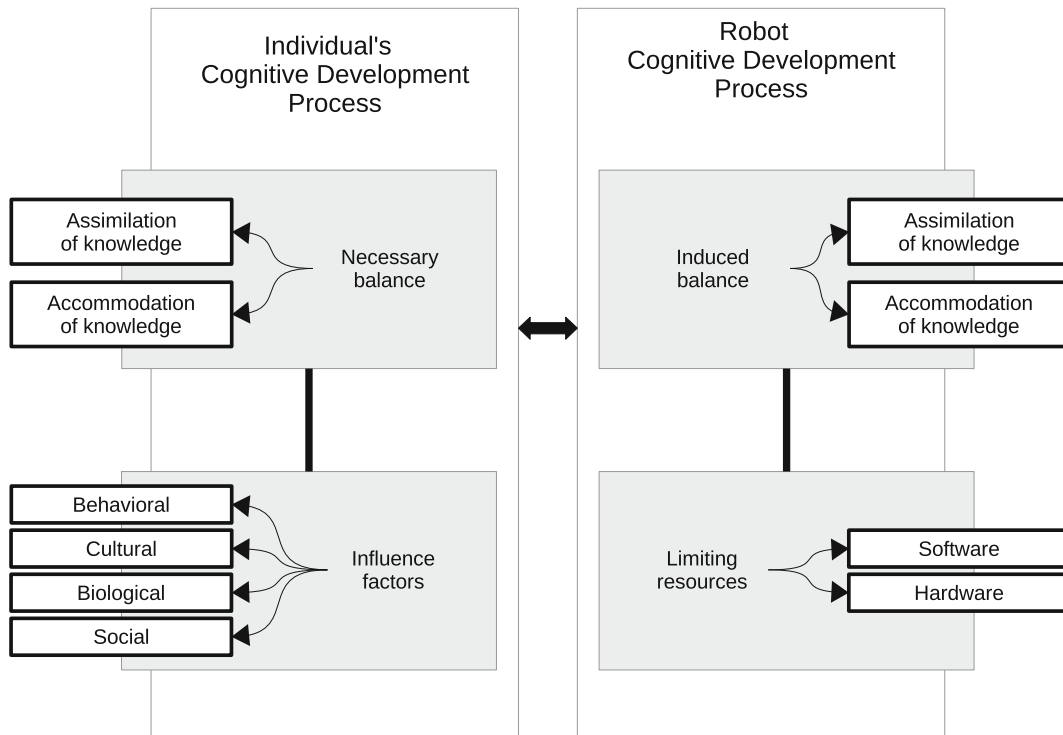 Individual's
Cognitive Development
Process
Assimilation
of knowledge
Accommodation
of knowledge
Necessary
balance
Behavioral
Cultural
Biological
Social
Influence
factors
Robot
Cognitive Development
Process
Induced
balance
Assimilation
of knowledge
Accommodation
of knowledge
Limiting
resources
Software
Hardware